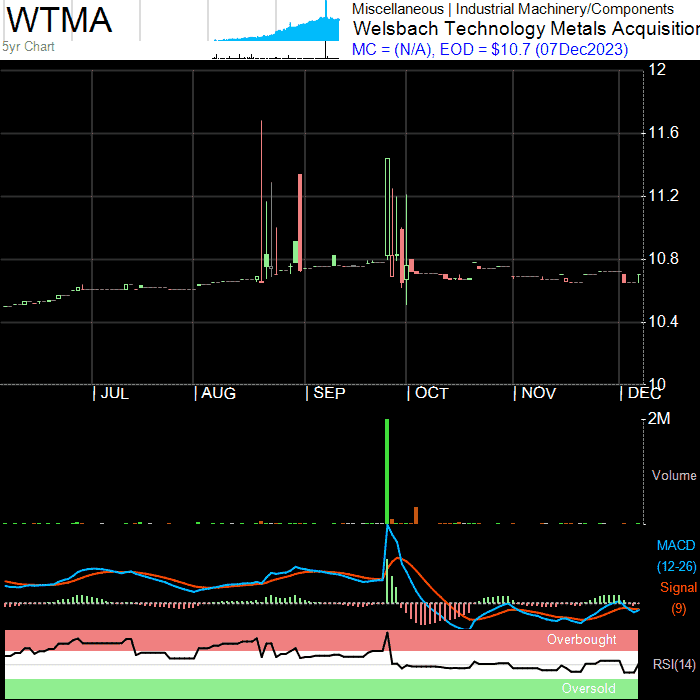 WTMA
5yr Chart
Miscellaneous | Industrial Machinery/Components
Welsbach Technology Metals Acquisition
MC = (N/A), EOD = $10.7 (07Dec2023)
12
11.6
11.2
10.8
10.4
10
JUL
AUG
SEP
OCT
NOV
DEC
2M
Volume
MACD
(12-26)
Signal
(9)
Overbought
RSI(14)
Oversold